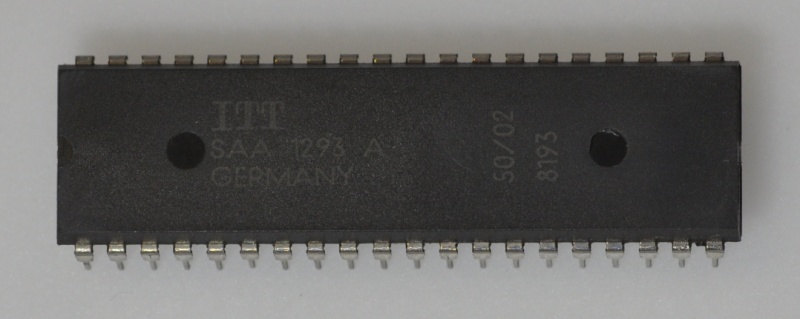 ITT
SAA 1293 A
GERMANY
50/02
8193